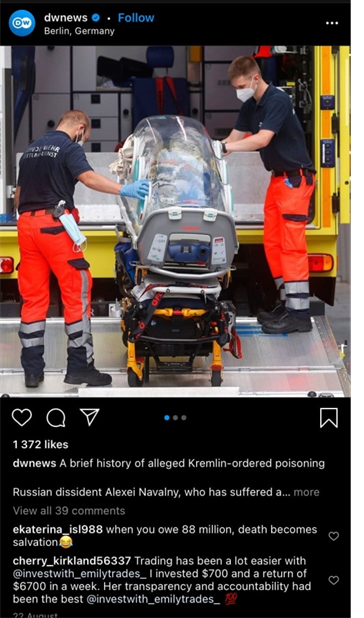 DW
dwnews • Follow
Berlin, Germany
1 372 likes
dwnews A brief history of alleged Kremlin-ordered poisoning
Russian dissident Alexei Navalny, who has suffered a... more
View all 39 comments
ekaterina_isl988 when you owe 88 million, death becomes
salvation😂
cherry_kirkland56337 Trading has been a lot easier with
@investwith_emilytrades_ I invested $700 and a return of
$6700 in a week. Her transparency and accountability had
been the best @investwith_emilytrades_ 💯
22 August